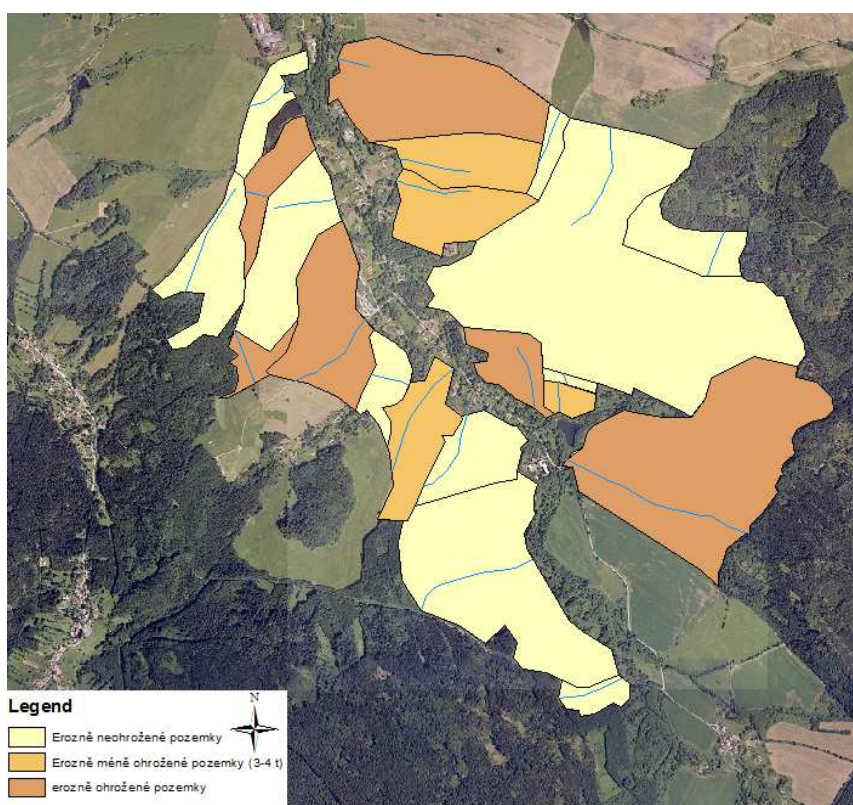 Legend
N
Erozně neohrožené pozemky
Erozně méně ohrožené pozemky (3-4 t)
erozně ohrožené pozemky